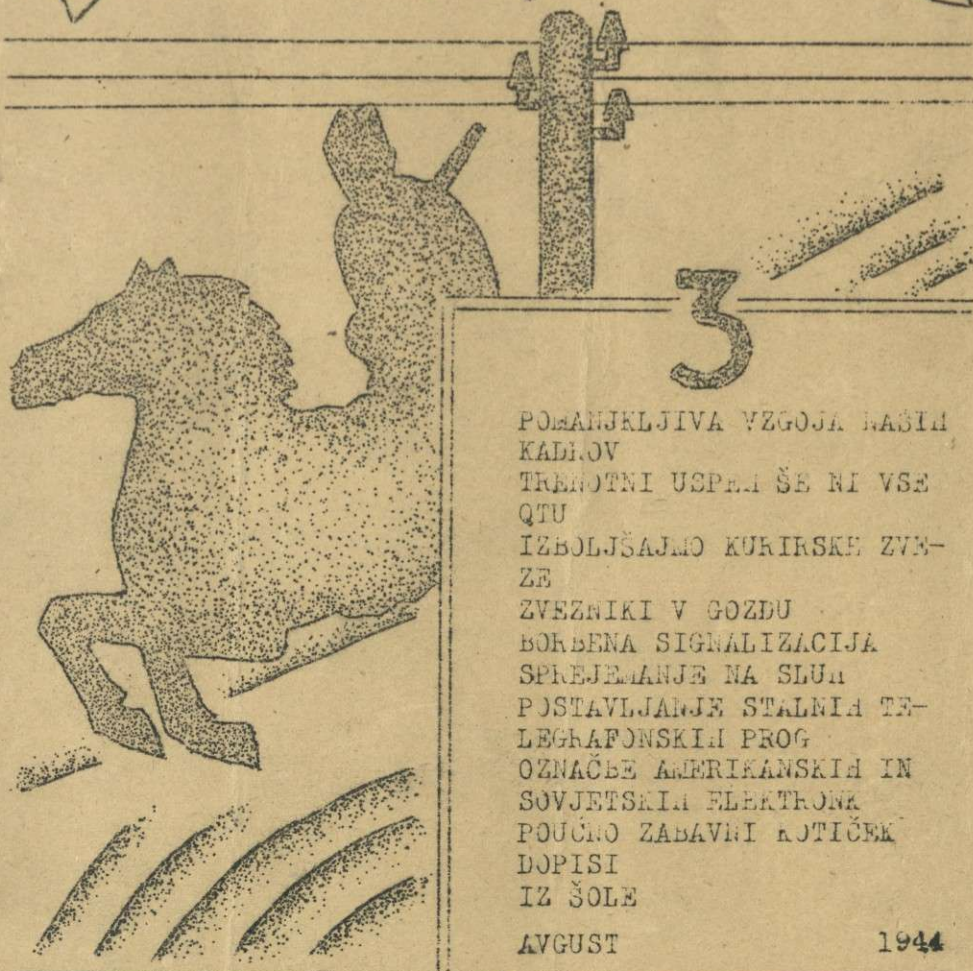 3
POMANJKLJIVA VZGOJA NAŠIH
KADROV
TRENOTNI USPEH ŠE NI VSE
QTU
IZBOLJŠAJMO KURIRSKE ZVE-
ZE
ZVEZNIKI V GOZDU
BORBENA SIGNALIZACIJA
SPREJEMANJE NA SLUH
POSTAVLJANJE STALNIH TE-
LEGRAFONSKIH PROG
OZNAČBE AMERIKANSKIH IN
SOVJETSKIH ELEKTRONK
POUČNO ZABAVNI KOTIČEK
DOPISI
IZ ŠOLE
AVGUST 1944